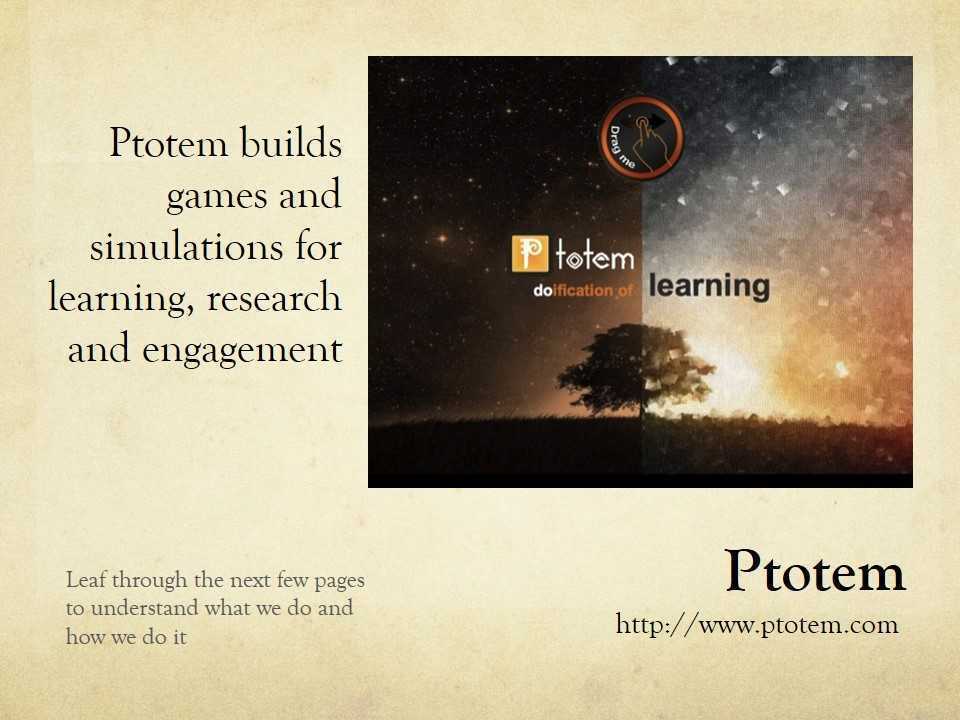 Ptotem builds
games and
simulations for
learning, research
and engagement
Drag me
P totem
doification of learning
Leaf through the next few pages
to understand what we do and
how we do it
Ptotem
http://www.ptotem.com